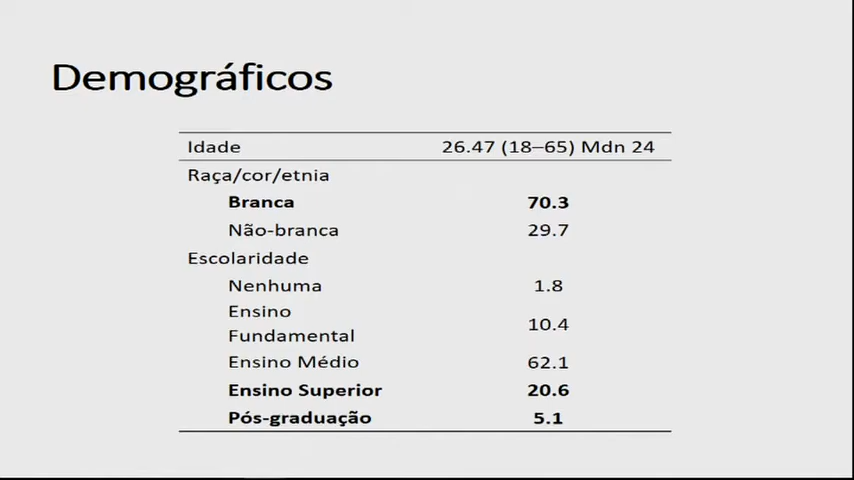 Demográficos
Idade 26.47 (18–65) Mdn 24
Raça/cor/etnia
Branca 70.3
Não-branca 29.7
Escolaridade
Nenhuma 1.8
Ensino
Fundamental 10.4
Ensino Médio 62.1
Ensino Superior 20.6
Pós-graduação 5.1